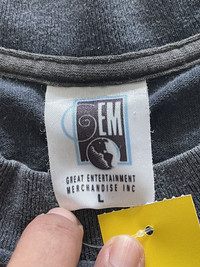 GEM
GREAT ENTERTAINMENT
MERCHANDISE INC
L